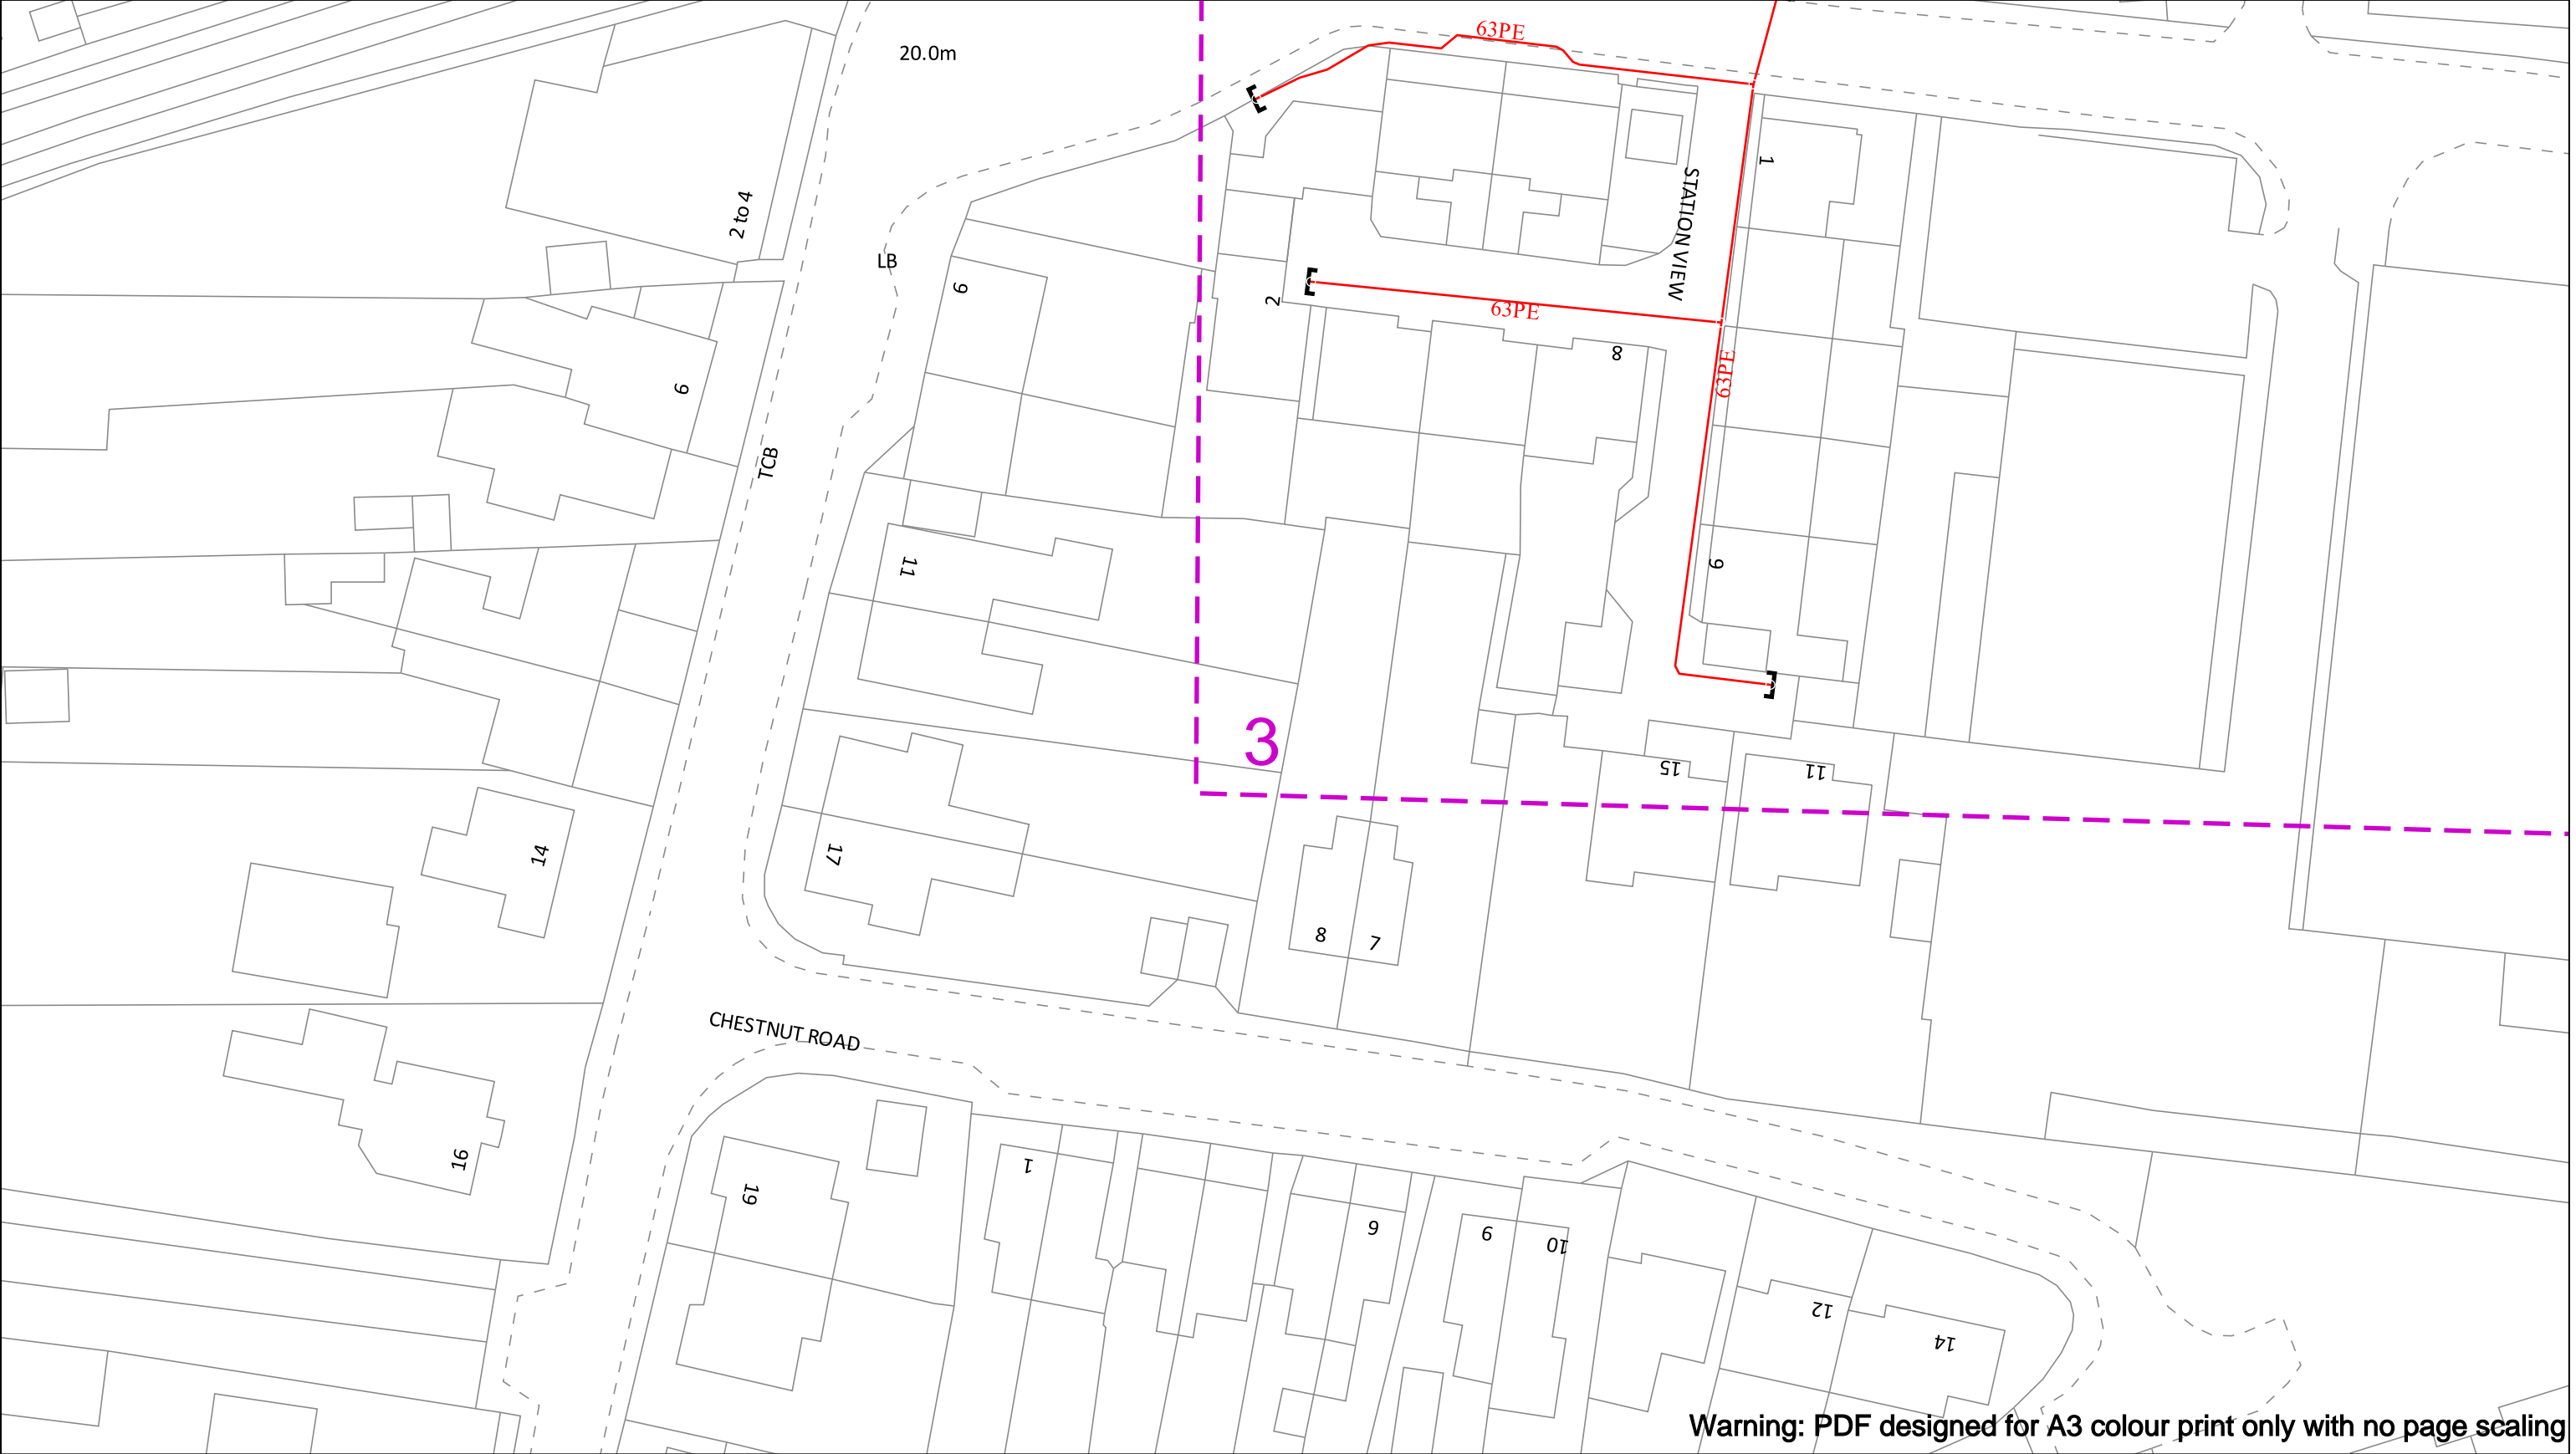 63PE
20.0m
1
2 to 4
STATION VIEW
LB
9
2
63PE
8
63PE
6
TCB
11
9
3
15
11
14
17
8
7
CHESTNUT ROAD
16
1
19
6
9
10
12
14
Warning: PDF designed for A3 colour print only with no page scaling